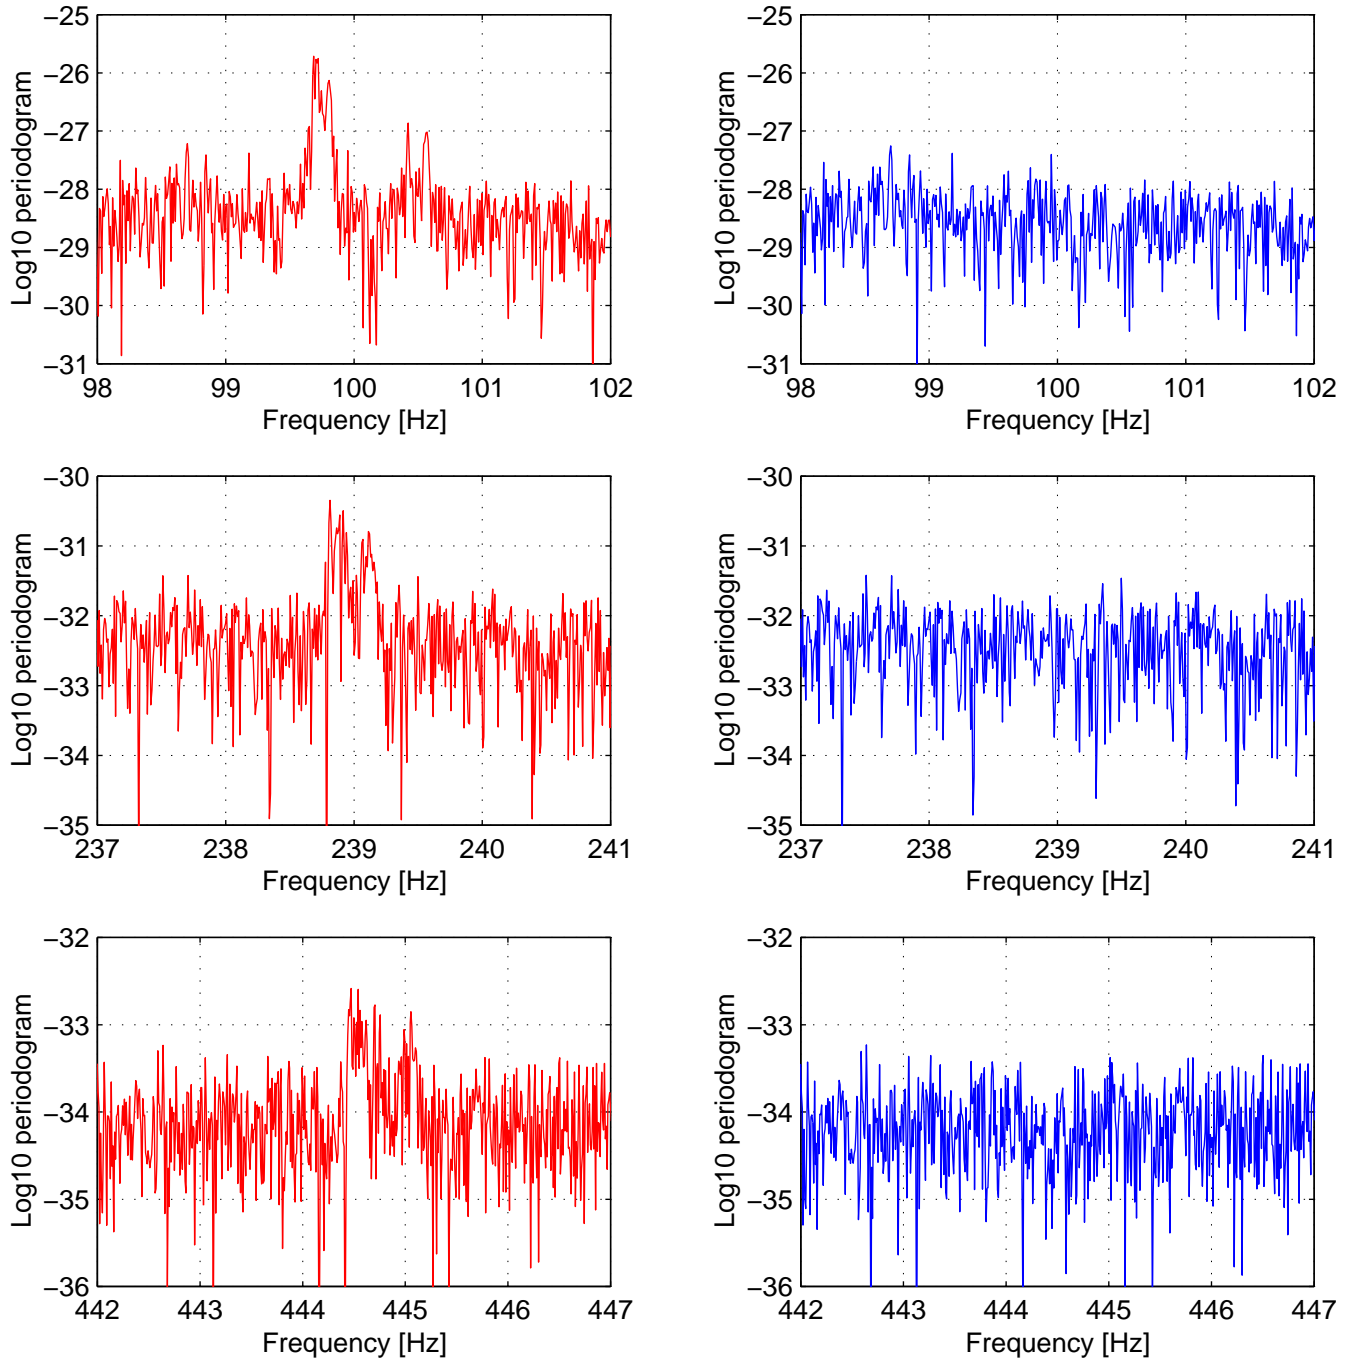 Log10 periodogram
−25
−26
−27
−28
−29
−30
−31
98 99 100 101 102
Frequency [Hz]
Log10 periodogram
−25
−26
−27
−28
−29
−30
−31
98 99 100 101 102
Frequency [Hz]
Log10 periodogram
−30
−31
−32
−33
−34
−35
237 238 239 240 241
Frequency [Hz]
Log10 periodogram
−30
−31
−32
−33
−34
−35
237 238 239 240 241
Frequency [Hz]
Log10 periodogram
−32
−33
−34
−35
−36
442 443 444 445 446 447
Frequency [Hz]
Log10 periodogram
−32
−33
−34
−35
−36
442 443 444 445 446 447
Frequency [Hz]